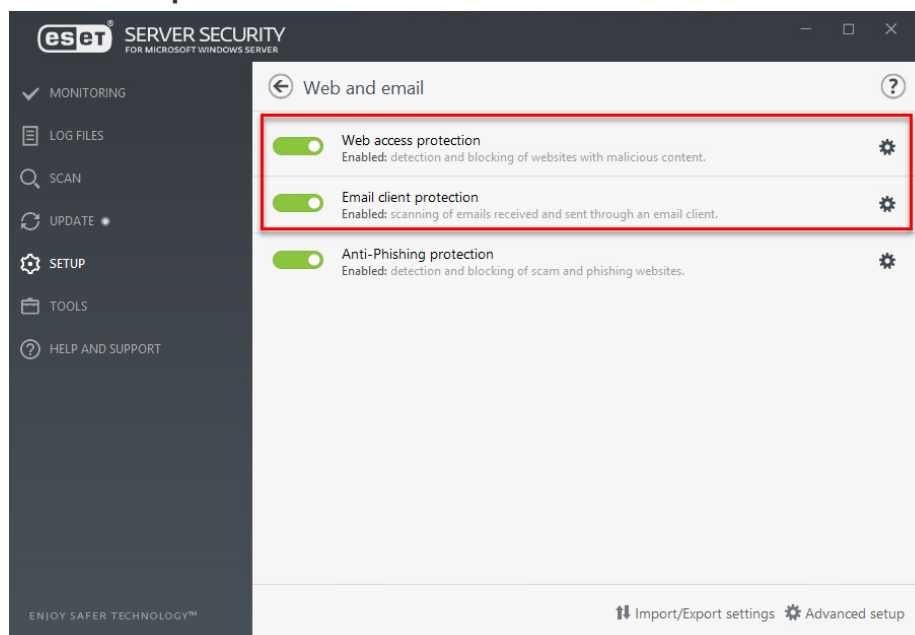 eset® SERVER SECURITY
FOR MICROSOFT WINDOWS SERVER
MONITORING
LOG FILES
SCAN
UPDATE
SETUP
TOOLS
HELP AND SUPPORT
ENJOY SAFER TECHNOLOGY™
Web and email
?
Web access protection
Enabled: detection and blocking of websites with malicious content.
Email client protection
Enabled: scanning of emails received and sent through an email client.
Anti-Phishing protection
Enabled: detection and blocking of scam and phishing websites.
Import/Export settings Advanced setup